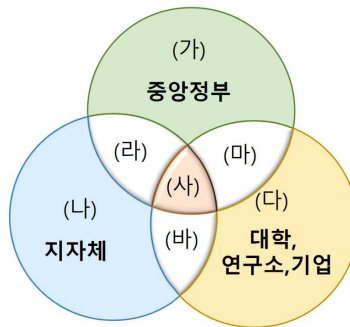 (가)
중앙정부
(라)
(마)
(사)
(나)
지자체
(바)
(다)
대학,
연구소,기업